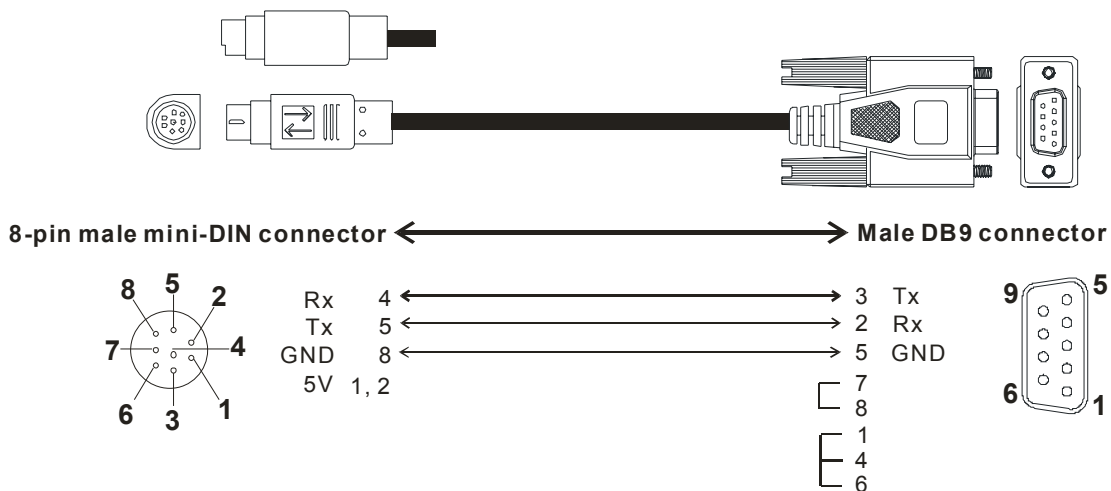 8-pin male mini-DIN connector Male DB9 connector
8 5 2
7 4
6 3 1
Rx 4 3 Tx
Tx 5 2 Rx
GND 8 5 GND
5V 1, 2
7
8
1
4
6
9 5
6 1